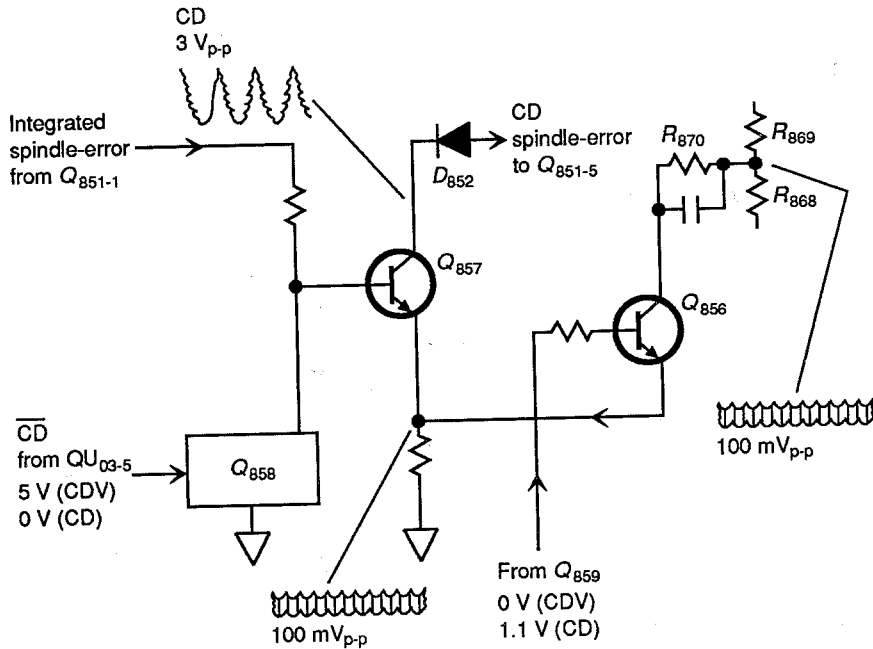 CD
3 Vp-p
Integrated
spindle-error
from Q851-1
CD
spindle-error
to Q851-5
D852
R870
R869
R868
Q857
Q856
100 mVp-p
CD
from QU03-5
5 V (CDV)
0 V (CD)
Q858
100 mVp-p
From Q859
0 V (CDV)
1.1 V (CD)